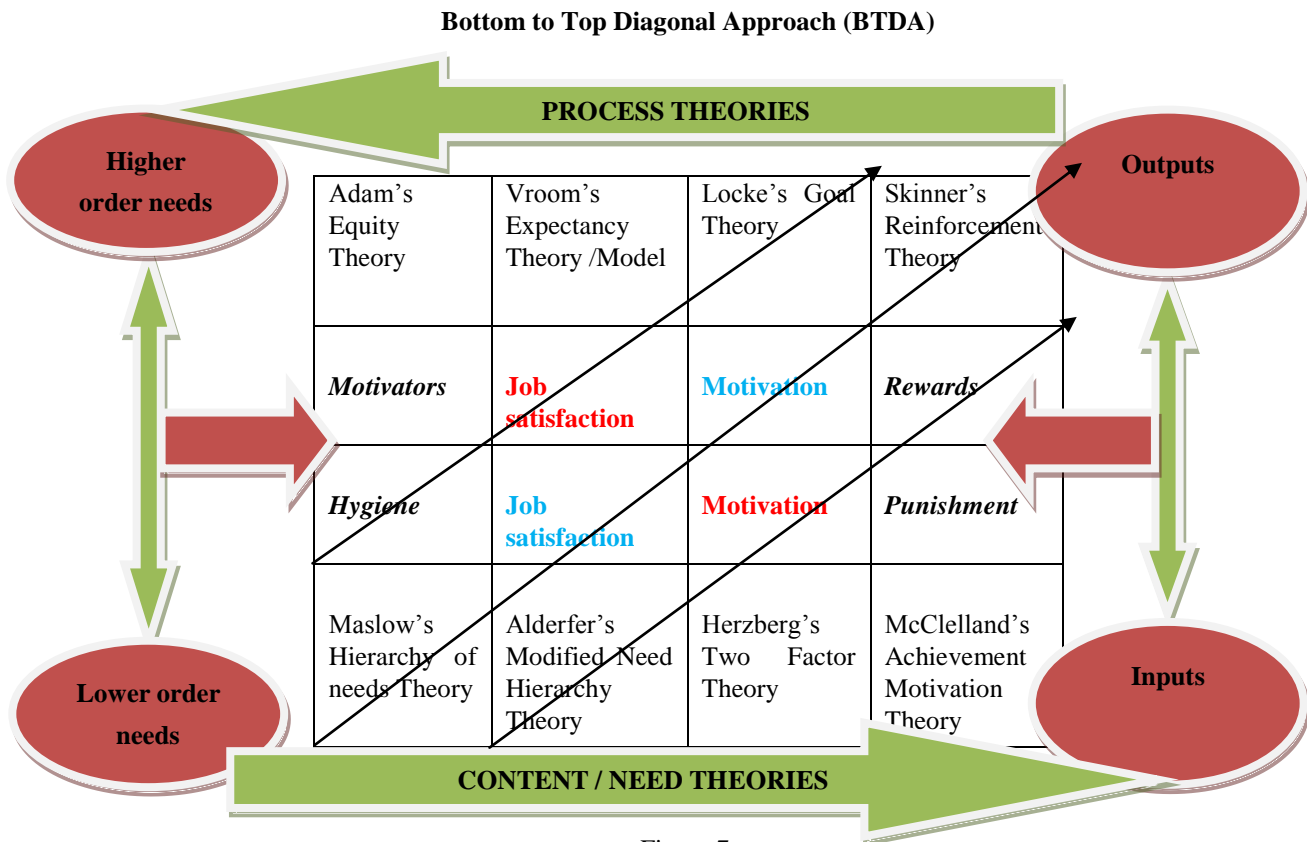 Bottom to Top Diagonal Approach (BTDA)
PROCESS THEORIES
Higher
order needs
Outputs
Adam’s
Equity
Theory
Vroom’s
Expectancy
Theory /Model
Locke’s Goal
Theory
Skinner’s
Reinforcement
Theory
Motivators
Job
satisfaction
Motivation
Rewards
Hygiene
Job
satisfaction
Motivation
Punishment
Maslow’s
Hierarchy of
needs Theory
Alderfer’s
Modified Need
Hierarchy
Theory
Herzberg’s
Two Factor
Theory
McClelland’s
Achievement
Motivation
Theory
Lower order
needs
Inputs
CONTENT / NEED THEORIES